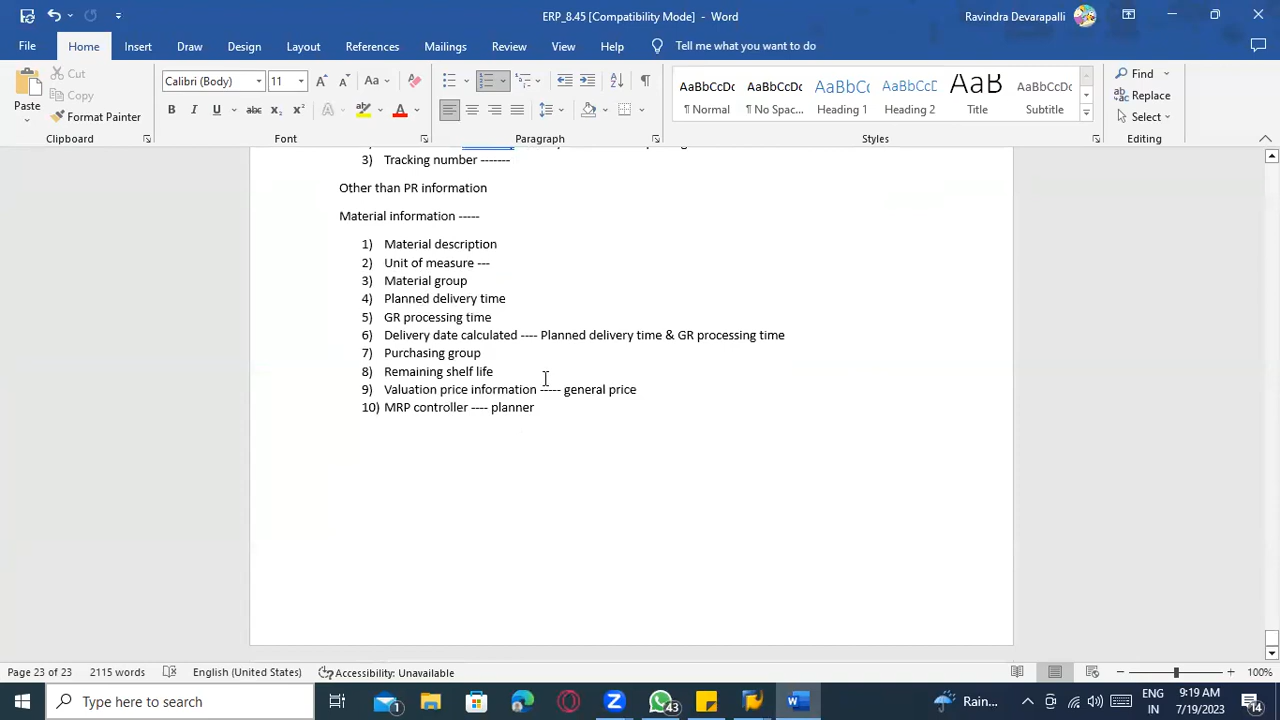 ERP_8.45 [Compatibility Mode] - Word
Ravindra Devarapalli
File Home Insert Draw Design Layout References Mailings Review View Help Tell me what you want to do
Paste
Cut
Copy
Format Painter
Clipboard
Calibri (Body) 11
Font
Paragraph
AaBbCcDc AaBbCcDc AaBbCc AaBbCcD AaB AaBbCcD
¶ Normal ¶ No Spac... Heading 1 Heading 2 Title Subtitle
Styles
Find
Replace
Select
Editing
3) Tracking number -------
Other than PR information
Material information -----
1) Material description
2) Unit of measure ---
3) Material group
4) Planned delivery time
5) GR processing time
6) Delivery date calculated ---- Planned delivery time & GR processing time
7) Purchasing group
8) Remaining shelf life
9) Valuation price information ----- general price
10) MRP controller ---- planner
Page 23 of 23 2115 words English (United States) Accessibility: Unavailable 100%
Type here to search
1
43
Rain...
ENG
IN
9:19 AM
7/19/2023
14